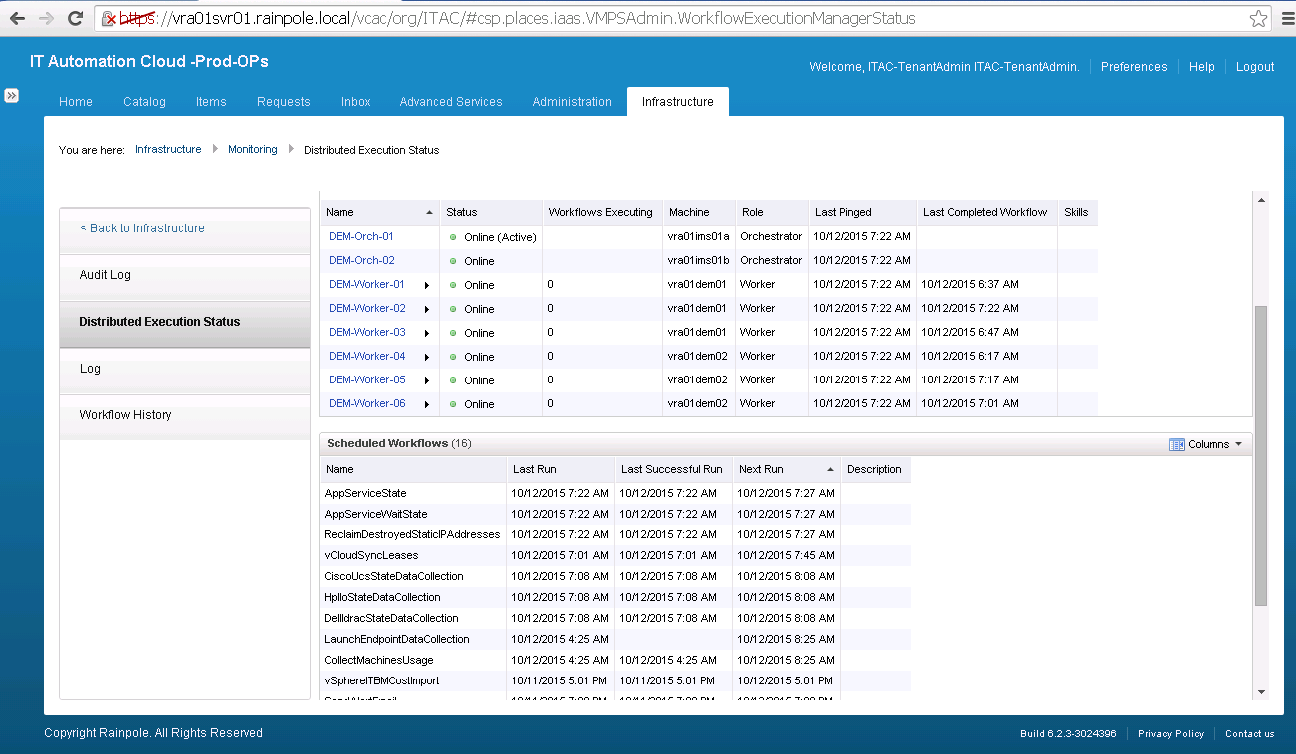 https://vra01svr01.rainpole.local/vcac/org/ITAC/#csp.places.iaas.VMPSAdmin.WorkflowExecutionManagerStatus
IT Automation Cloud -Prod-OPs
Welcome, ITAC-TenantAdmin ITAC-TenantAdmin. Preferences Help Logout
Home Catalog Items Requests Inbox Advanced Services Administration Infrastructure
You are here: Infrastructure Monitoring Distributed Execution Status
< Back to Infrastructure
Audit Log
Distributed Execution Status
Log
Workflow History
Name Status Workflows Executing Machine Role Last Pinged Last Completed Workflow Skills
DEM-Orch-01 Online (Active) vra01ims01a Orchestrator 10/12/2015 7:22 AM
DEM-Orch-02 Online vra01ims01b Orchestrator 10/12/2015 7:22 AM
DEM-Worker-01 Online 0 vra01dem01 Worker 10/12/2015 7:22 AM 10/12/2015 6:37 AM
DEM-Worker-02 Online 0 vra01dem01 Worker 10/12/2015 7:22 AM 10/12/2015 7:22 AM
DEM-Worker-03 Online 0 vra01dem01 Worker 10/12/2015 7:22 AM 10/12/2015 6:47 AM
DEM-Worker-04 Online 0 vra01dem02 Worker 10/12/2015 7:22 AM 10/12/2015 6:17 AM
DEM-Worker-05 Online 0 vra01dem02 Worker 10/12/2015 7:22 AM 10/12/2015 7:17 AM
DEM-Worker-06 Online 0 vra01dem02 Worker 10/12/2015 7:22 AM 10/12/2015 7:01 AM
Scheduled Workflows (16) Columns
Name Last Run Last Successful Run Next Run Description
AppServiceState 10/12/2015 7:22 AM 10/12/2015 7:22 AM 10/12/2015 7:27 AM
AppServiceWaitState 10/12/2015 7:22 AM 10/12/2015 7:22 AM 10/12/2015 7:27 AM
ReclaimDestroyedStaticIPAddresses 10/12/2015 7:22 AM 10/12/2015 7:22 AM 10/12/2015 7:27 AM
vCloudSyncLeases 10/12/2015 7:01 AM 10/12/2015 7:01 AM 10/12/2015 7:45 AM
CiscoUcsStateDataCollection 10/12/2015 7:08 AM 10/12/2015 7:08 AM 10/12/2015 8:08 AM
HpIloStateDataCollection 10/12/2015 7:08 AM 10/12/2015 7:08 AM 10/12/2015 8:08 AM
DellIdracStateDataCollection 10/12/2015 7:08 AM 10/12/2015 7:08 AM 10/12/2015 8:08 AM
LaunchEndpointDataCollection 10/12/2015 4:25 AM 10/12/2015 8:25 AM
CollectMachinesUsage 10/12/2015 4:25 AM 10/12/2015 4:25 AM 10/12/2015 8:25 AM
vSphereITBMCostImport 10/11/2015 5:01 PM 10/11/2015 5:01 PM 10/12/2015 5:01 PM
Copyright Rainpole. All Rights Reserved
Build 6.2.3-3024396 Privacy Policy Contact us